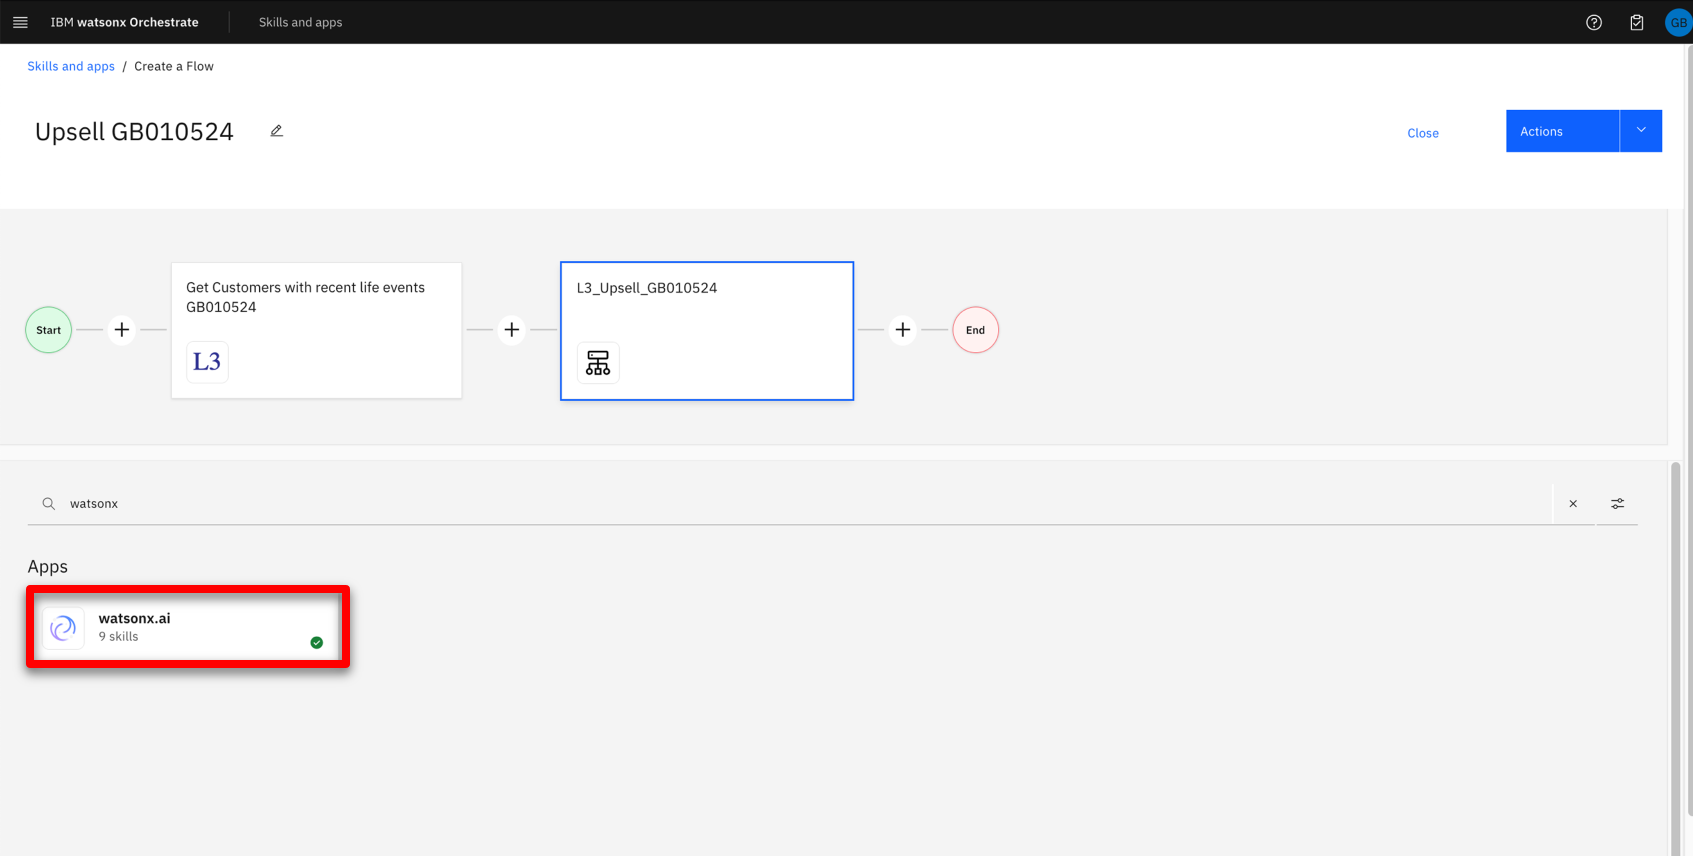 IBM watsonx Orchestrate
Skills and apps
GB
Skills and apps / Create a Flow
Upsell GB010524
Close
Actions
Start
Get Customers with recent life events
GB010524
L3
L3_Upsell_GB010524
End
watsonx
Apps
watsonx.ai
9 skills